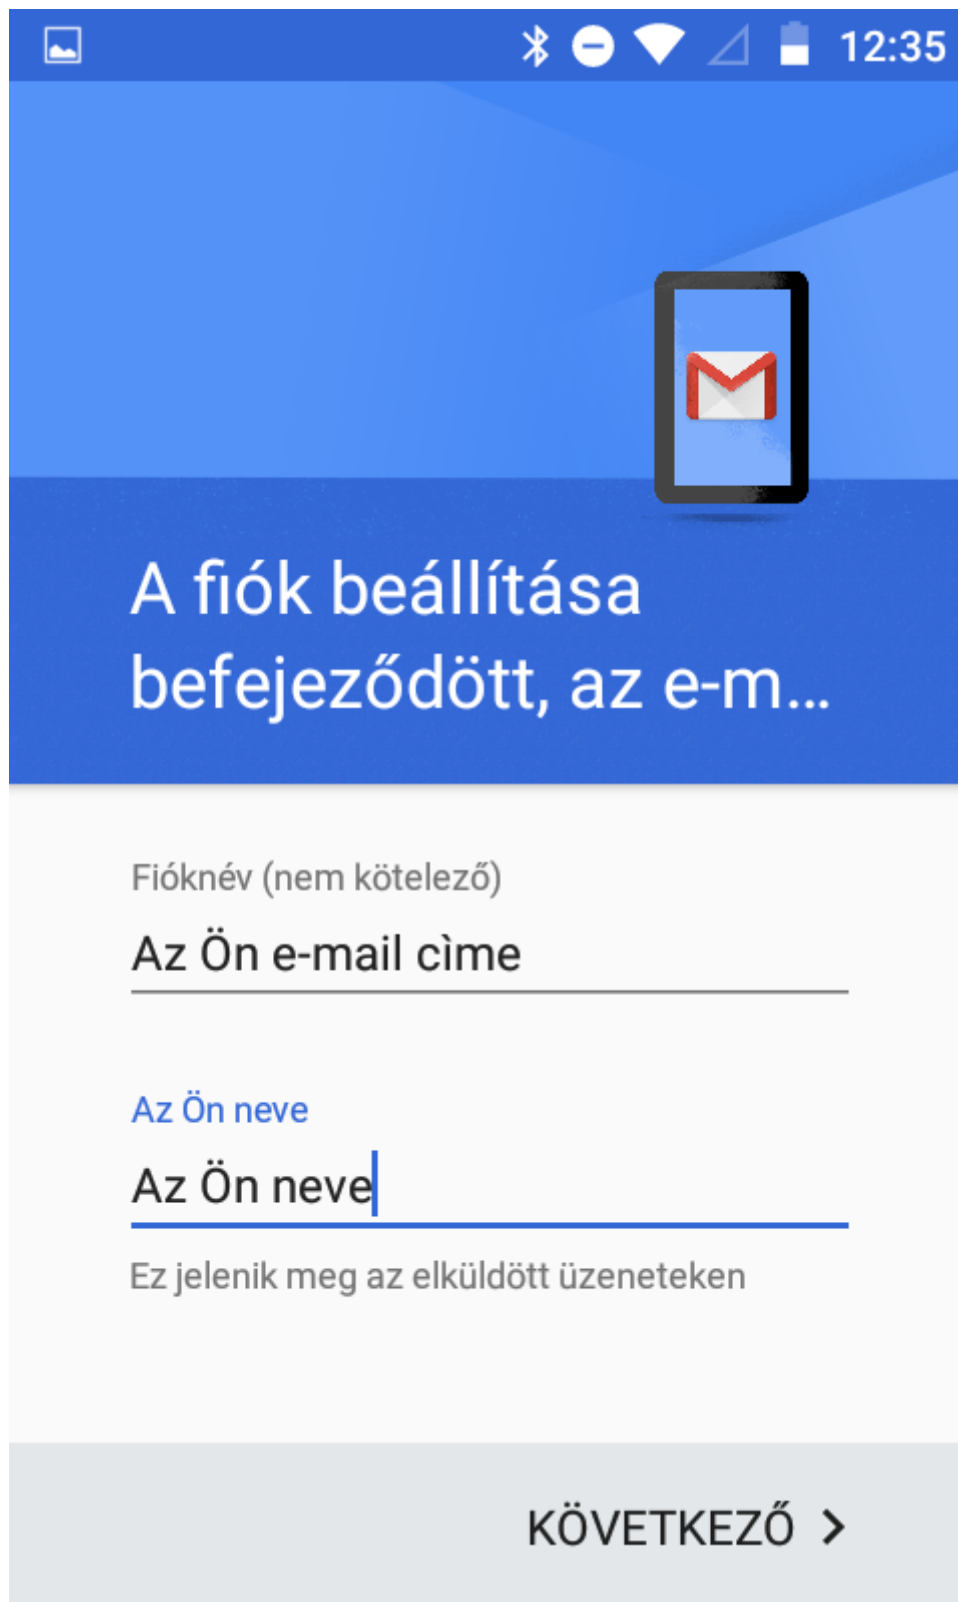 12:35
A fiók beállítása
befejeződött, az e-m...
Fióknév (nem kötelező)
Az Ön e-mail cìme
Az Ön neve
Az Ön neve
Ez jelenik meg az elküldött üzeneteken
KÖVETKEZŐ